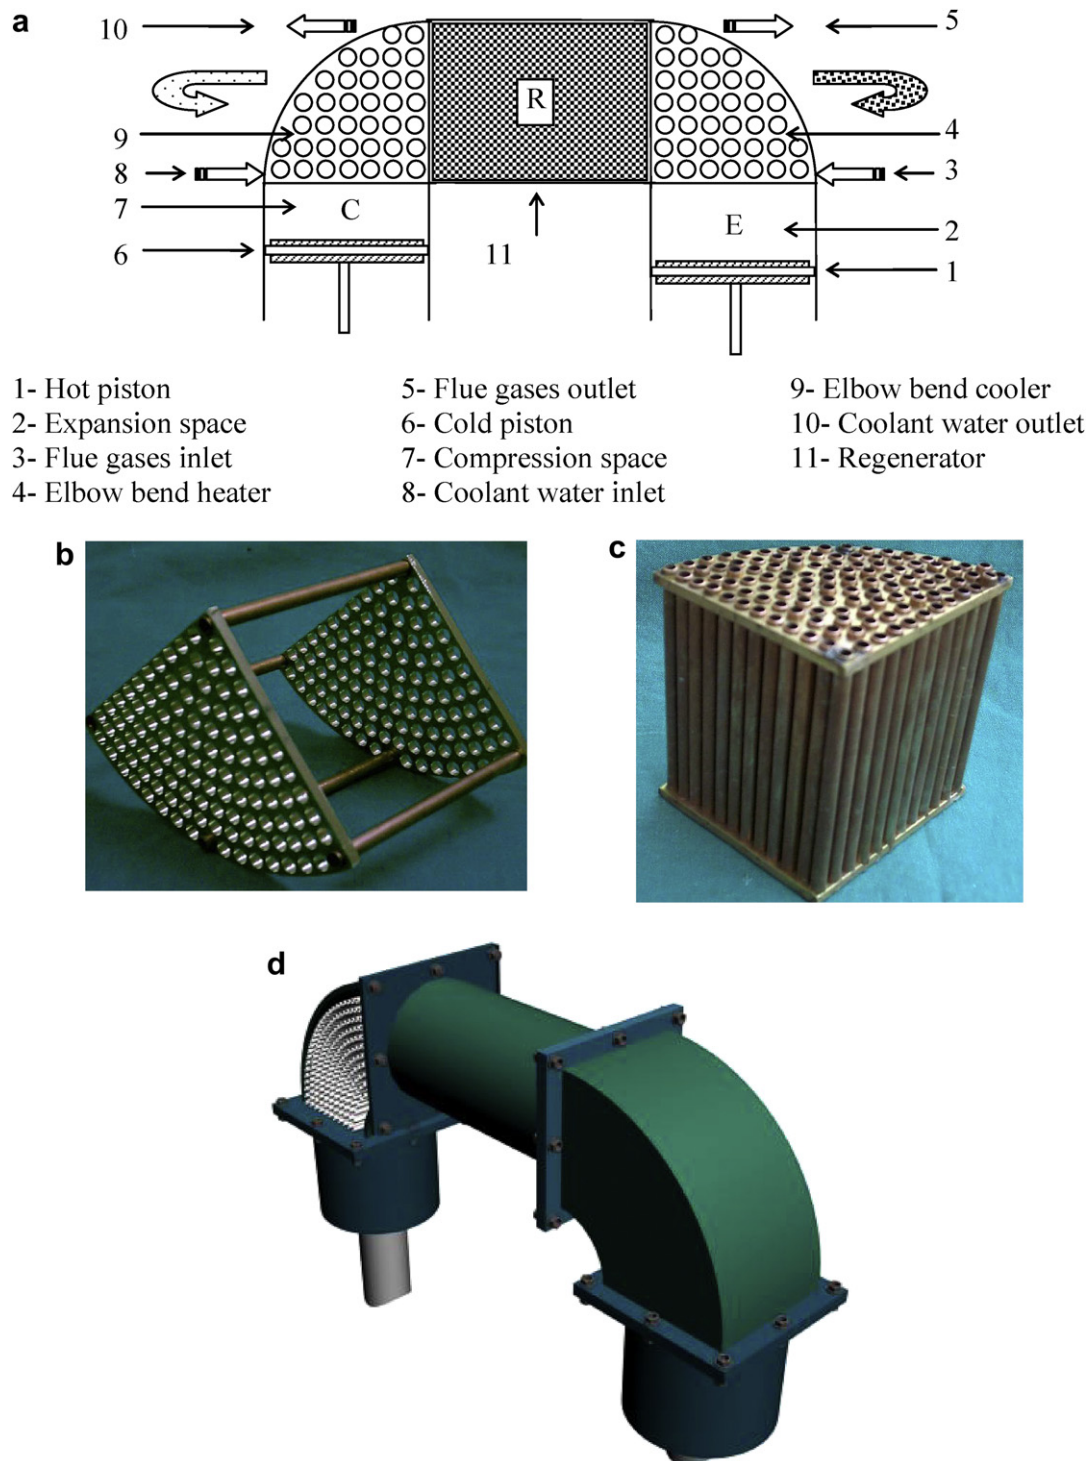 a
10
5
R
9
4
8
3
7
C
E
2
6
11
1
1- Hot piston
5- Flue gases outlet
9- Elbow bend cooler
2- Expansion space
6- Cold piston
10- Coolant water outlet
3- Flue gases inlet
7- Compression space
11- Regenerator
4- Elbow bend heater
8- Coolant water inlet
b
c
d